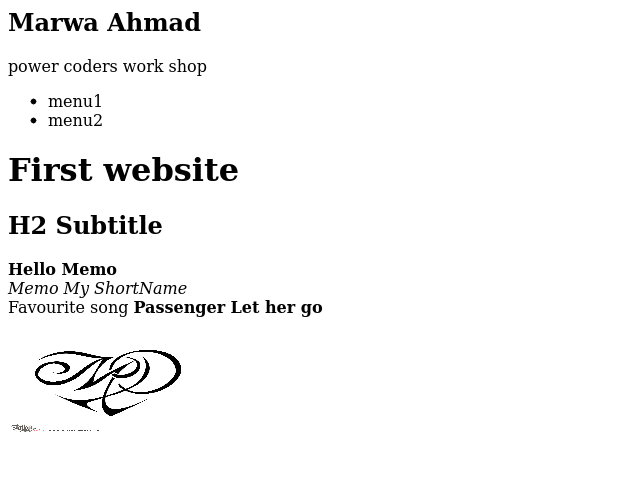 Marwa Ahmad
power coders work shop
menu1
menu2
First website
H2 Subtitle
Hello Memo
Memo My ShortName
Favourite song Passenger Let her go